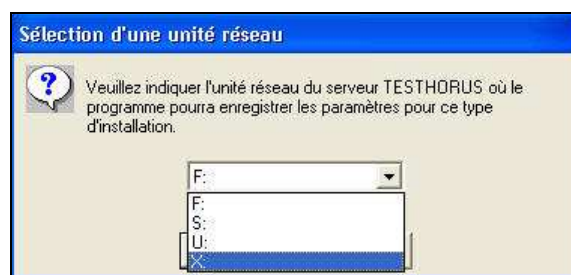 Sélection d'une unité réseau
?
Veuillez indiquer l'unité réseau du serveur TESTHORUS où le
programme pourra enregistrer les paramètres pour ce type
d'installation.
F:
F:
S:
U:
X: